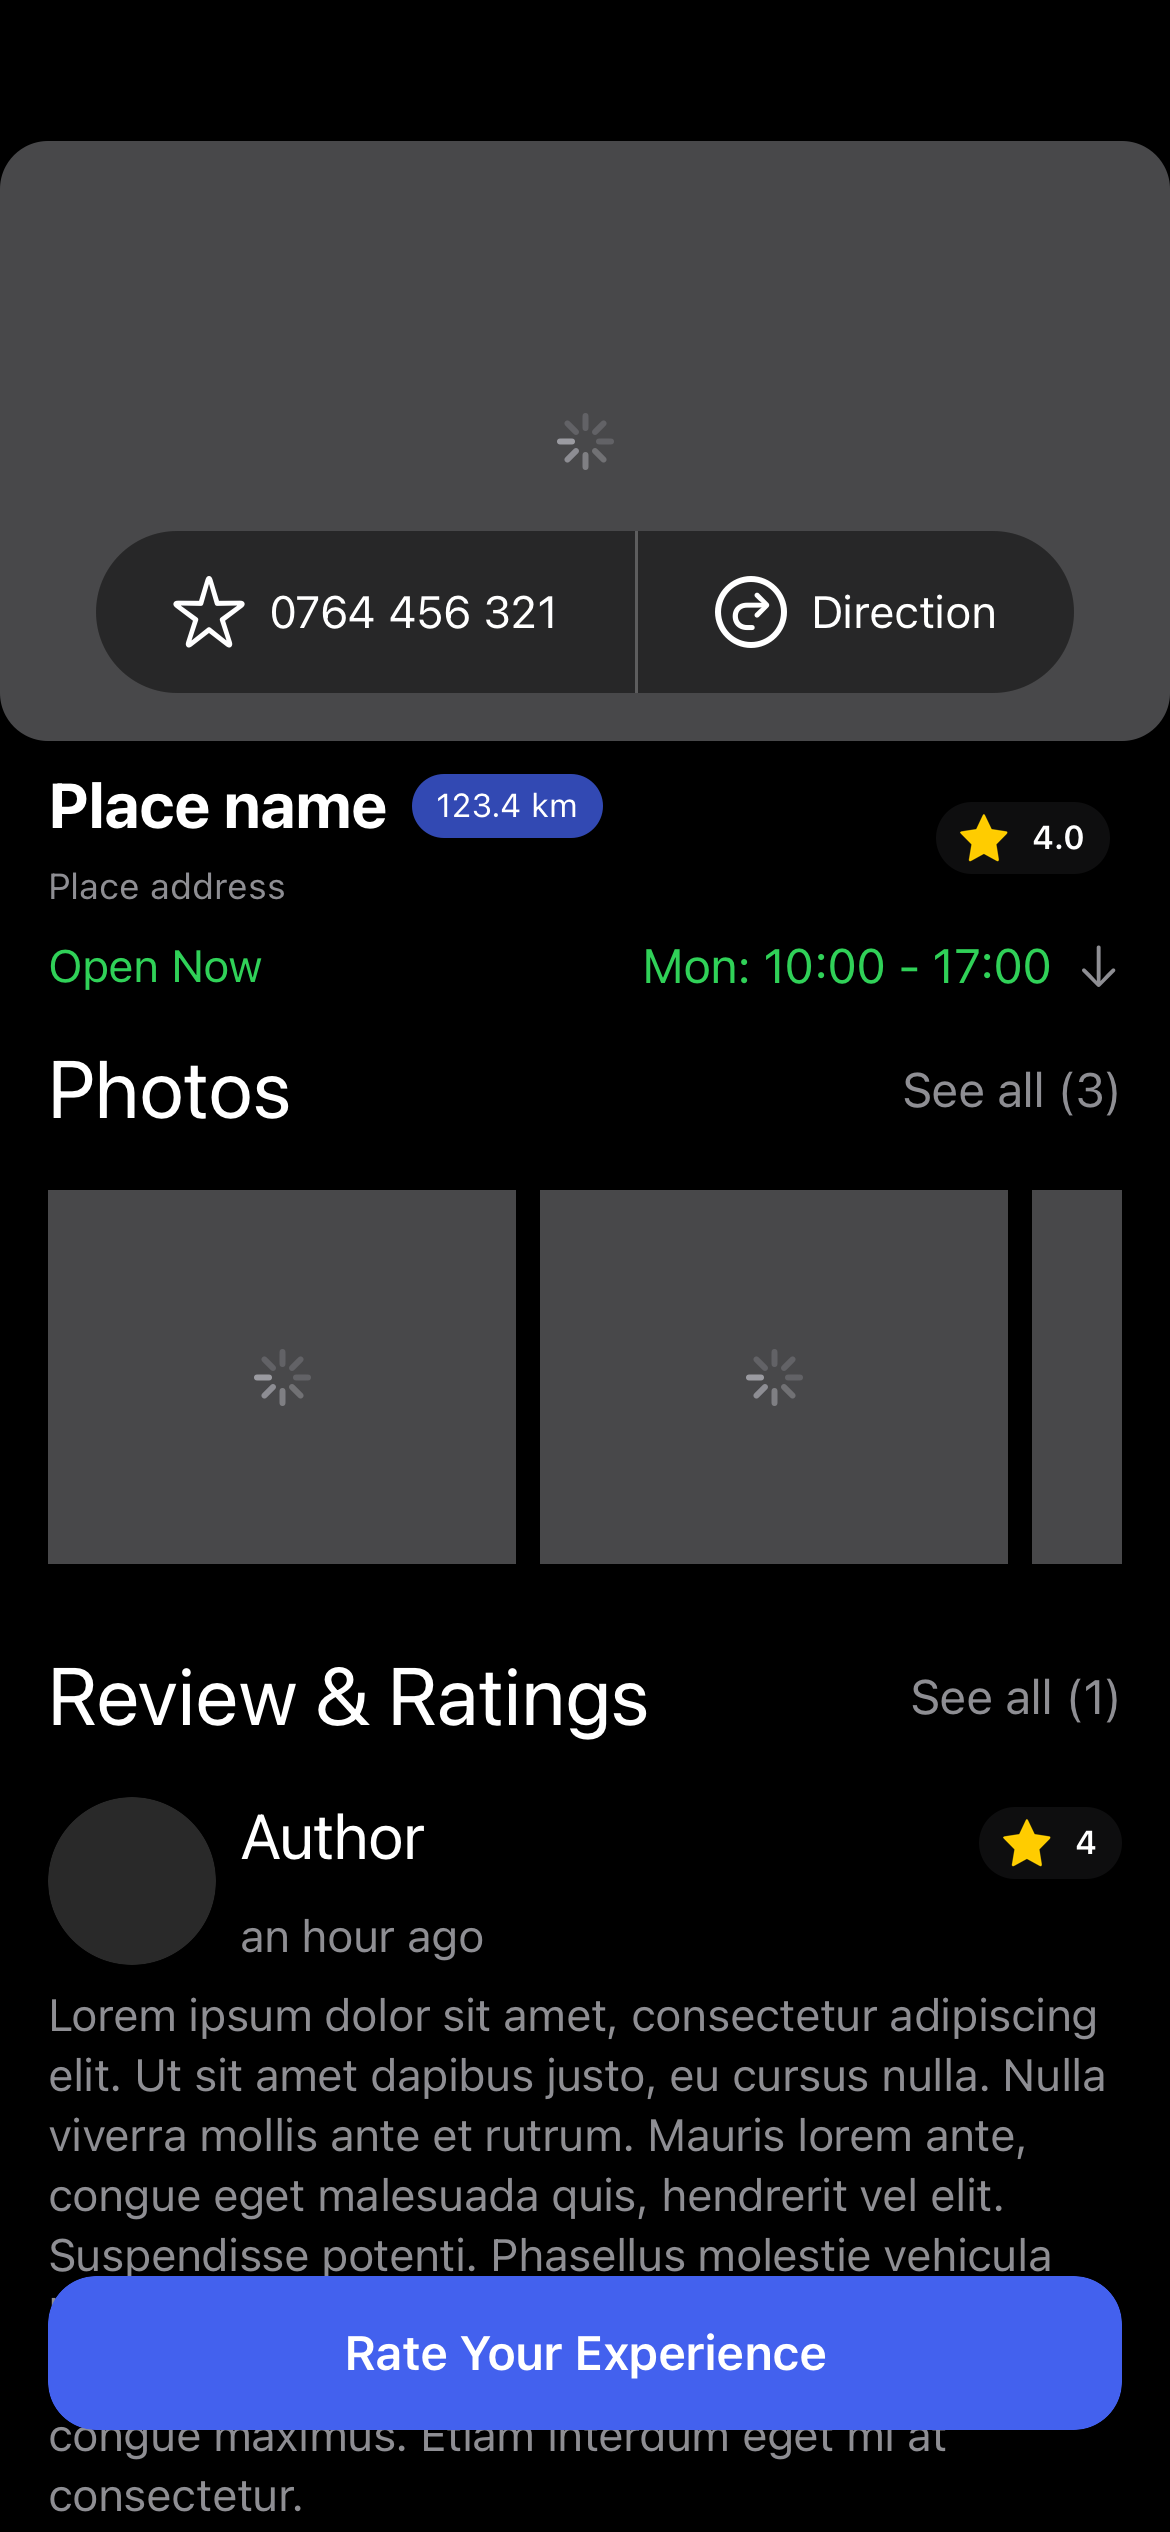 0764 456 321
Direction
Place name
123.4 km
4.0
Place address
Open Now
Mon: 10:00 - 17:00
Photos
See all (3)
Review & Ratings
See all (1)
Author
4
an hour ago
Lorem ipsum dolor sit amet, consectetur adipiscing
elit. Ut sit amet dapibus justo, eu cursus nulla. Nulla
viverra mollis ante et rutrum. Mauris lorem ante,
congue eget malesuada quis, hendrerit vel elit.
Suspendisse potenti. Phasellus molestie vehicula
Rate Your Experience
congue maximus. Etiam interdum eget mi at
consectetur.